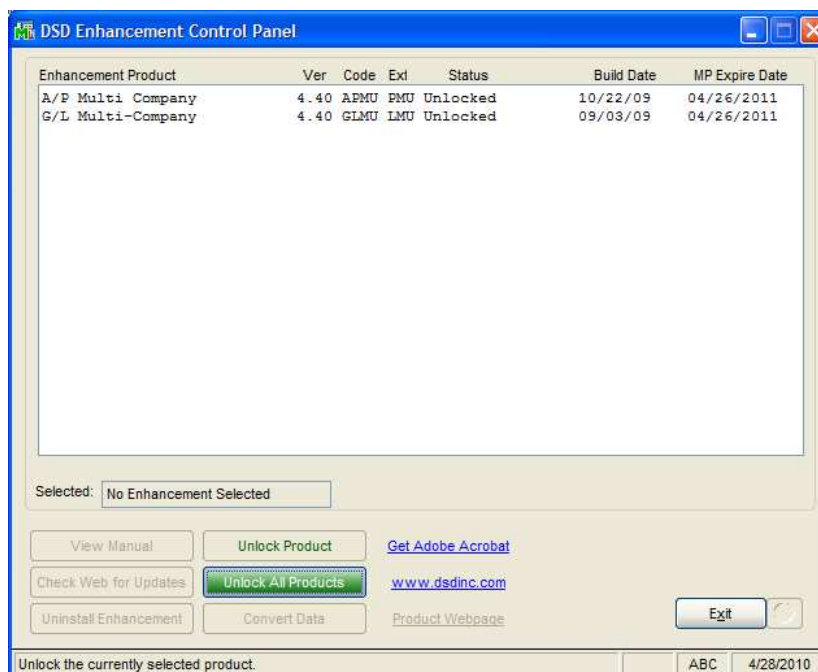 DSD Enhancement Control Panel
Enhancement Product Ver Code Ext Status Build Date MP Expire Date
A/P Multi Company 4.40 APMU PMU Unlocked 10/22/09 04/26/2011
G/L Multi-Company 4.40 GLMU LMU Unlocked 09/03/09 04/26/2011
Selected: No Enhancement Selected
View Manual Unlock Product Get Adobe Acrobat
Check Web for Updates Unlock All Products www.dsdinc.com
Uninstall Enhancement Convert Data Product Webpage Exit
Unlock the currently selected product. ABC 4/28/2010